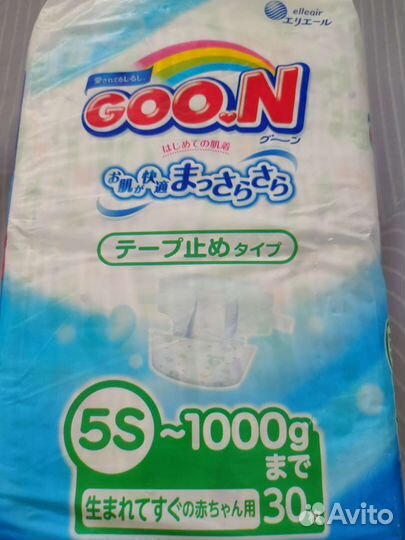 elleair
エリエール
愛されてるしるし。
GOO.N
グーン
はじめての肌着
お肌が快適 まっさらさら
テープ止めタイプ
5S ~1000g
まで
生まれてすぐの赤ちゃん用 30
Avito